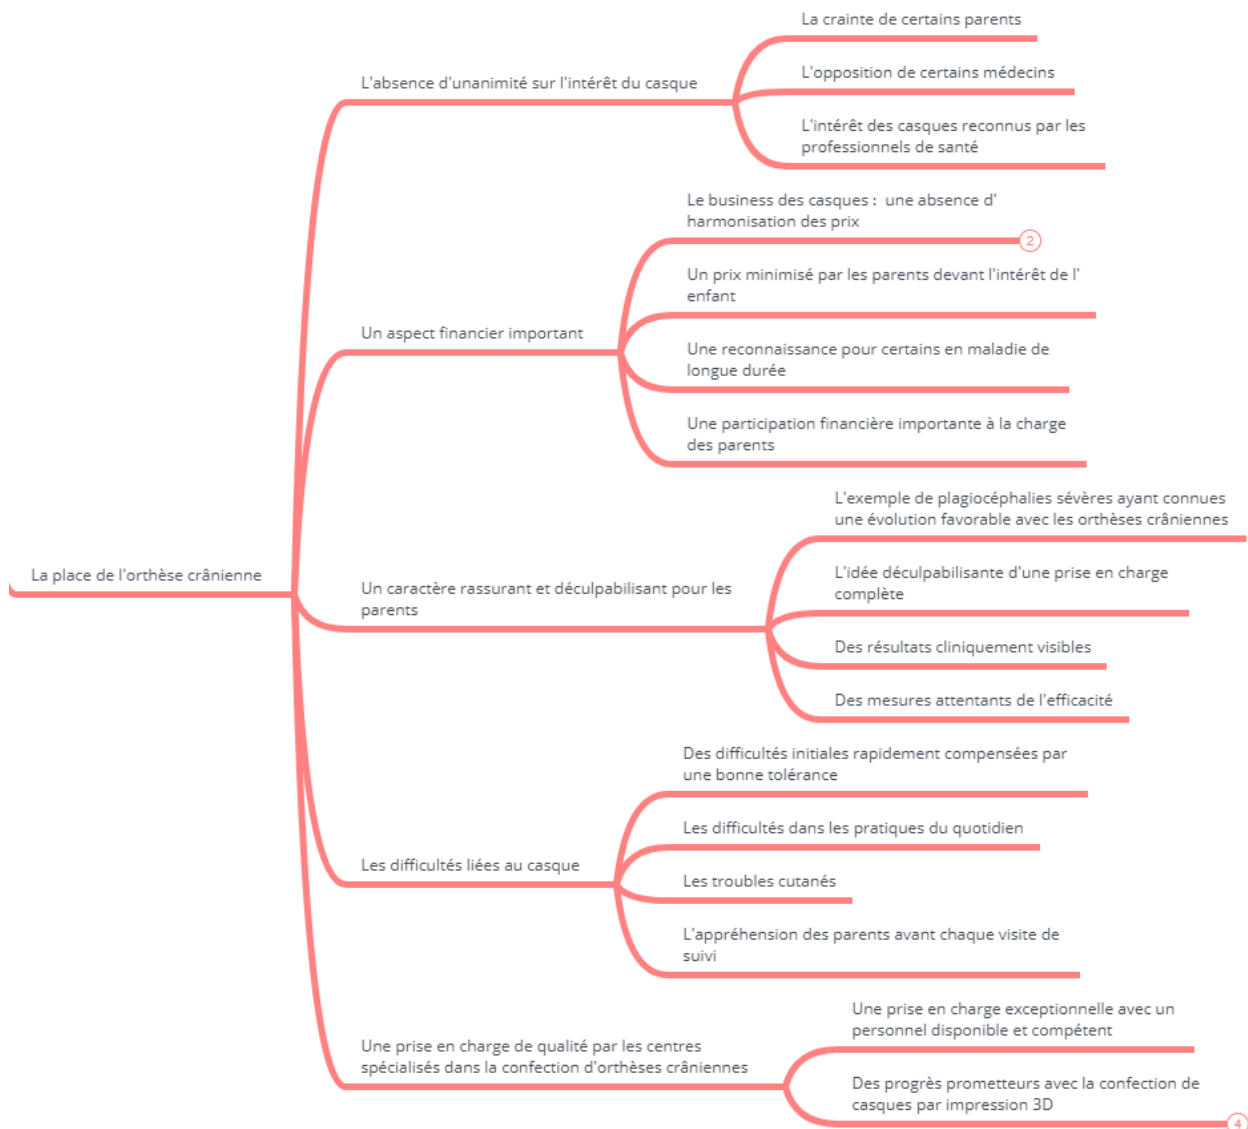 La place de l'orthèse crânienne
L'absence d'unanimité sur l'intérêt du casque
La crainte de certains parents
L'opposition de certains médecins
L'intérêt des casques reconnus par les
professionnels de santé
Un aspect financier important
Le business des casques :  une absence d'
harmonisation des prix
2
Un prix minimisé par les parents devant l'intérêt de l'
enfant
Une reconnaissance pour certains en maladie de
longue durée
Une participation financière importante à la charge
des parents
Un caractère rassurant et déculpabilisant pour les
parents
L'exemple de plagiocéphalies sévères ayant connues
une évolution favorable avec les orthèses crâniennes
L'idée déculpabilisante d'une prise en charge
complète
Des résultats cliniquement visibles
Des mesures attentants de l'efficacité
Les difficultés liées au casque
Des difficultés initiales rapidement compensées par
une bonne tolérance
Les difficultés dans les pratiques du quotidien
Les troubles cutanés
L'appréhension des parents avant chaque visite de
suivi
Une prise en charge de qualité par les centres
spécialisés dans la confection d'orthèses crâniennes
Une prise en charge exceptionnelle avec un
personnel disponible et compétent
Des progrès prometteurs avec la confection de
casques par impression 3D
4